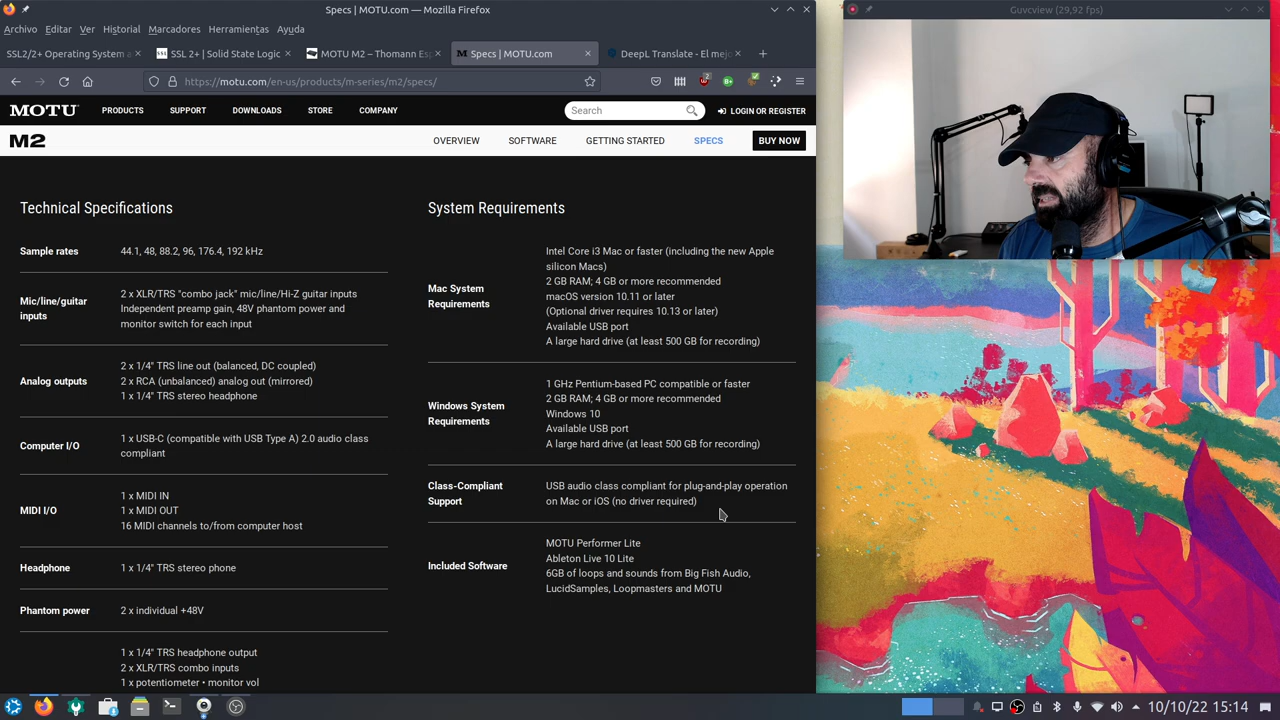 Specs | MOTU.com — Mozilla Firefox
Archivo Editar Ver Historial Marcadores Herramientas Ayuda
SSL2/2+ Operating System a
SSL 2+ | Solid State Logic
MOTU M2 – Thomann Esp
Specs | MOTU.com
DeepL Translate - El mejo
https://motu.com/en-us/products/m-series/m2/specs/
MOTU
PRODUCTS SUPPORT DOWNLOADS STORE COMPANY
Search
LOGIN OR REGISTER
M2
OVERVIEW SOFTWARE GETTING STARTED SPECS BUY NOW
Technical Specifications
Sample rates
44.1, 48, 88.2, 96, 176.4, 192 kHz
Mic/line/guitar
inputs
2 x XLR/TRS "combo jack" mic/line/Hi-Z guitar inputs
Independent preamp gain, 48V phantom power and
monitor switch for each input
Analog outputs
2 x 1/4" TRS line out (balanced, DC coupled)
2 x RCA (unbalanced) analog out (mirrored)
1 x 1/4" TRS stereo headphone
Computer I/O
1 x USB-C (compatible with USB Type A) 2.0 audio class
compliant
MIDI I/O
1 x MIDI IN
1 x MIDI OUT
16 MIDI channels to/from computer host
Headphone
1 x 1/4" TRS stereo phone
Phantom power
2 x individual +48V
1 x 1/4" TRS headphone output
2 x XLR/TRS combo inputs
1 x potentiometer • monitor vol
System Requirements
Mac System
Requirements
Intel Core i3 Mac or faster (including the new Apple
silicon Macs)
2 GB RAM; 4 GB or more recommended
macOS version 10.11 or later
(Optional driver requires 10.13 or later)
Available USB port
A large hard drive (at least 500 GB for recording)
Windows System
Requirements
1 GHz Pentium-based PC compatible or faster
2 GB RAM; 4 GB or more recommended
Windows 10
Available USB port
A large hard drive (at least 500 GB for recording)
Class-Compliant
Support
USB audio class compliant for plug-and-play operation
on Mac or iOS (no driver required)
Included Software
MOTU Performer Lite
Ableton Live 10 Lite
6GB of loops and sounds from Big Fish Audio,
LucidSamples, Loopmasters and MOTU
Guvcview (29,92 fps)
10/10/22 15:14